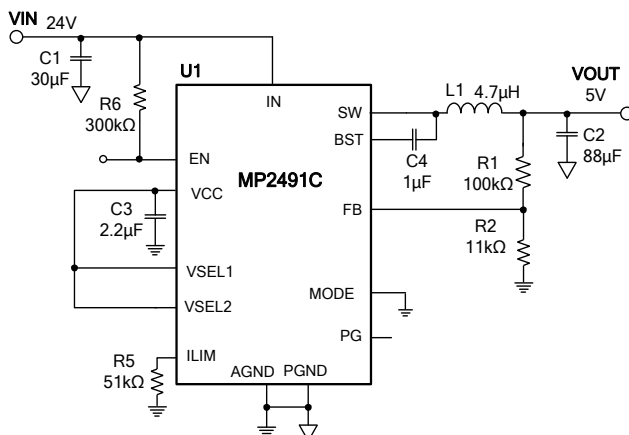 VIN 24V
C1
30µF
R6
300kΩ
U1
IN
SW
BST
C4
1µF
L1 4.7µH
VOUT
5V
C2
88µF
R1
100kΩ
EN
VCC
MP2491C
FB
C3
2.2µF
R2
11kΩ
VSEL1
VSEL2
MODE
PG
ILIM
R5
51kΩ
AGND
PGND